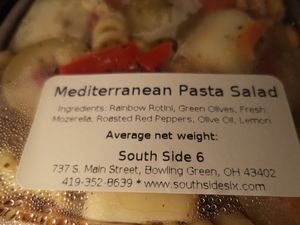 Mediterranean Pasta Salad
Ingredients: Rainbow Rotini, Green Olives, Fresh
Mozerella, Roasted Red Peppers, Olive Oil, Lemon
Average net weight:
South Side 6
737 S. Main Street, Bowling Green, OH 43402
419-352-8639 * www.southsidesix.com